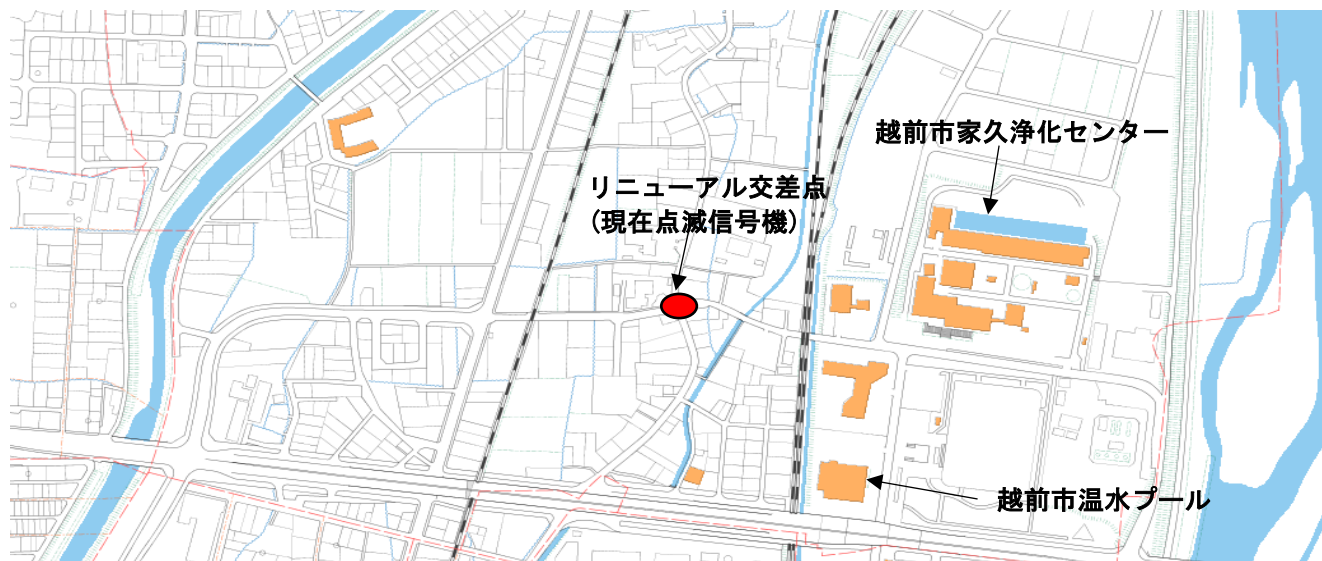 越前市家久浄化センター
リニューアル交差点
(現在点滅信号機)
越前市温水プール